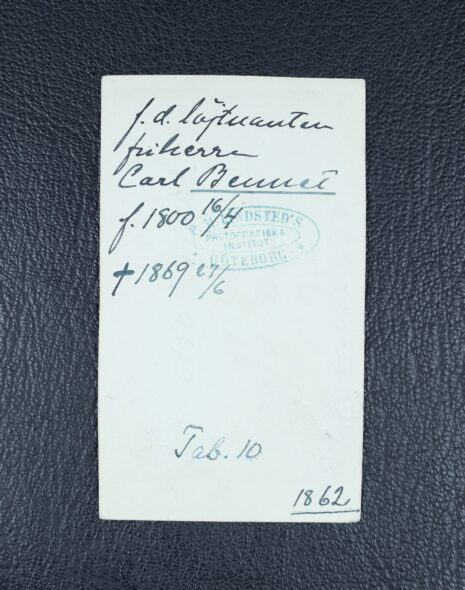 f. d. löjtnanten
friherre
Carl Bennet
f. 1800 16/4
PHOTOGRAFISKA
INSTITUT
GÖTEBORG
† 1869 27/6
Tab. 10
1862